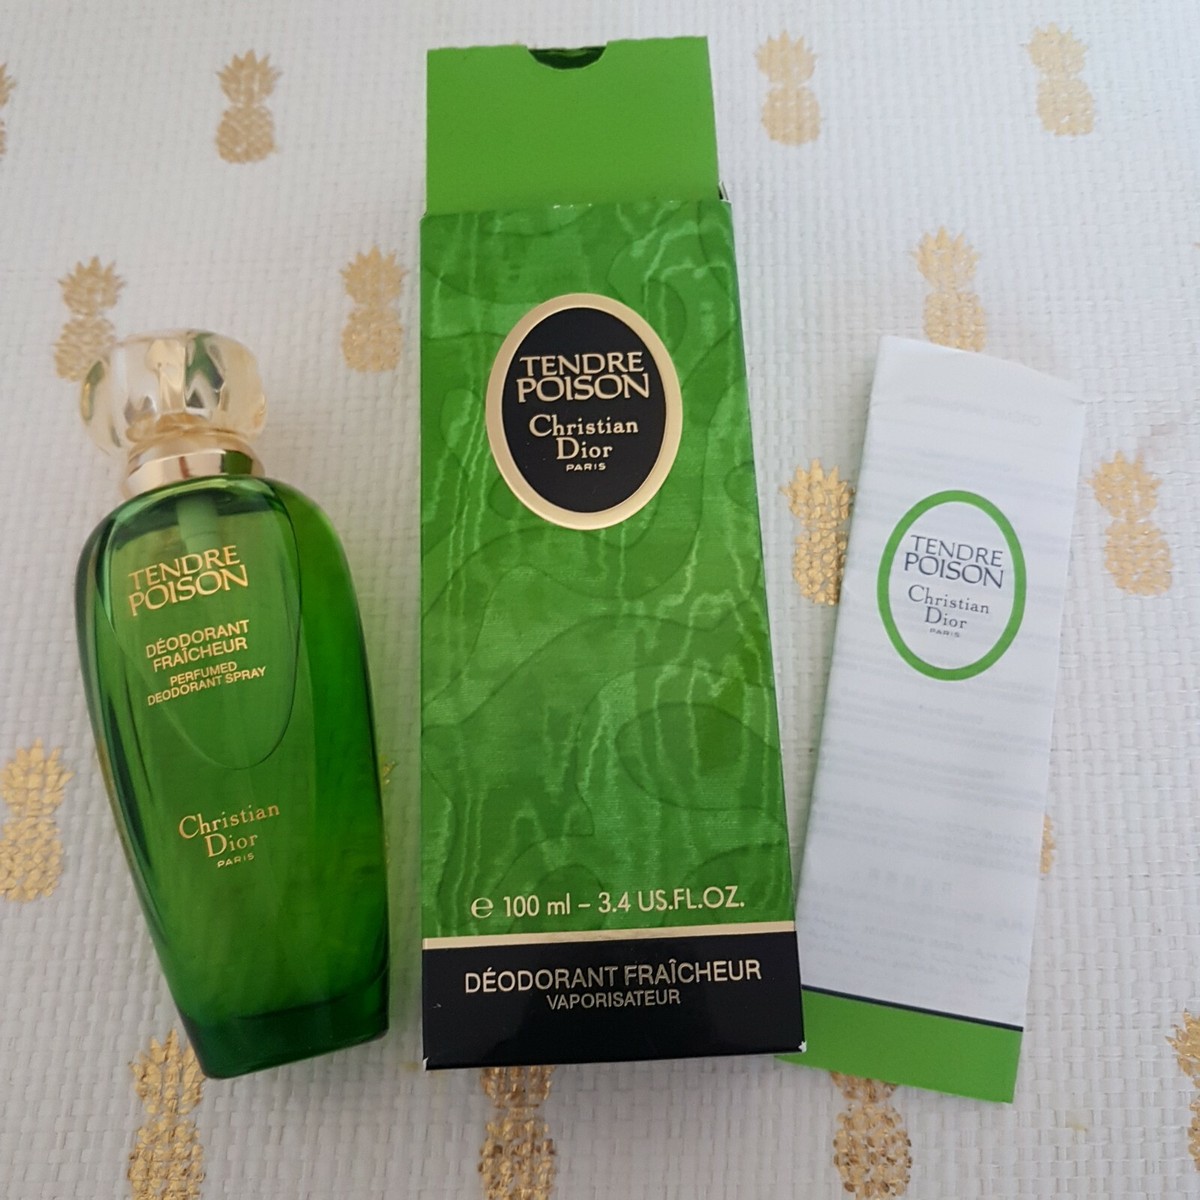 TENDRE
POISON
DÉODORANT
FRAÎCHEUR
PERFUMED
DEODORANT SPRAY
Christian
Dior
PARIS
TENDRE
POISON
Christian
Dior
PARIS
e 100 ml – 3.4 US.FL.OZ.
DÉODORANT FRAÎCHEUR
VAPORISATEUR
TENDRE
POISON
Christian
Dior
PARIS